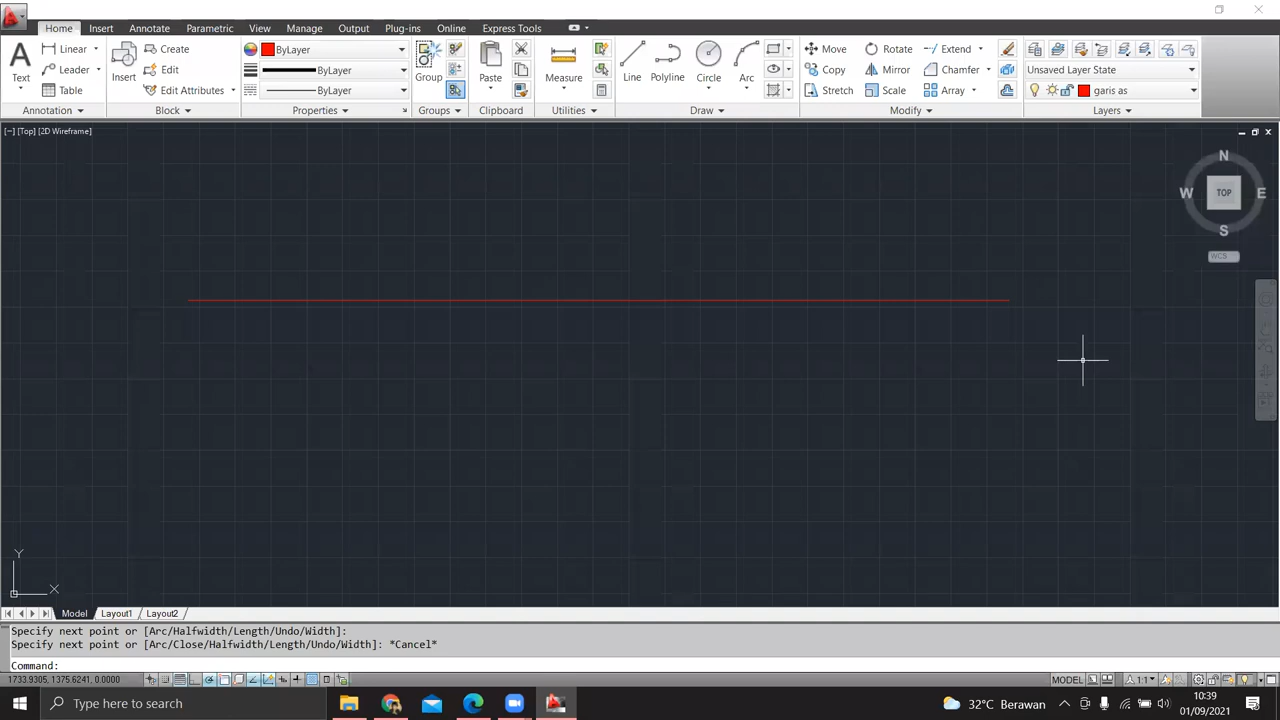 Home Insert Annotate Parametric View Manage Output Plug-ins Online Express Tools
Linear Create ByLayer Move Rotate Extend
Leader Edit ByLayer Copy Mirror Chamfer Unsaved Layer State
Text Insert Group Paste Measure Line Polyline Circle Arc
Table Edit Attributes ByLayer Stretch Scale Array garis as
Annotation Block Properties Groups Clipboard Utilities Draw Modify Layers
[−] [Top] [2D Wireframe]
N
W TOP E
S
WCS
Y
X
Model Layout1 Layout2
Specify next point or [Arc/Halfwidth/Length/Undo/Width]:
Specify next point or [Arc/Close/Halfwidth/Length/Undo/Width]: *Cancel*
Command:
1733.9305, 1375.6241, 0.0000 MODEL 1:1
Type here to search 32°C Berawan 10:39
01/09/2021